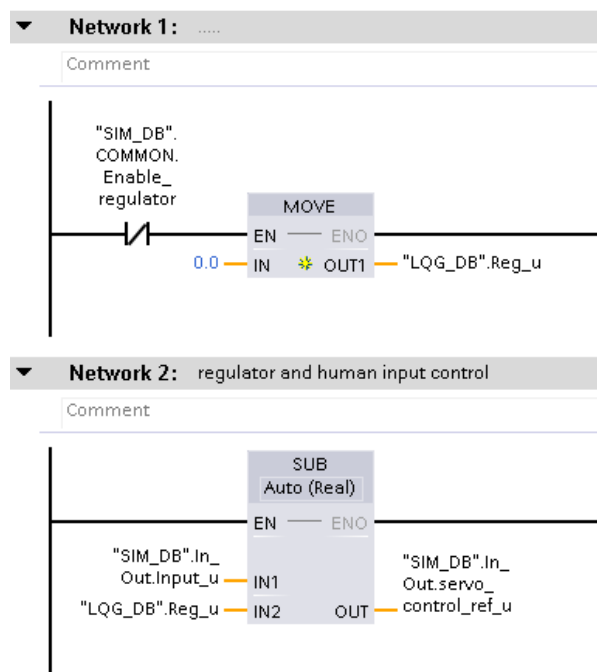 Network 1: .....
Comment
"SIM_DB".
COMMON.
Enable_
regulator
MOVE
EN ENO
0.0 IN OUT1 "LQG_DB".Reg_u
Network 2: regulator and human input control
Comment
SUB
Auto (Real)
EN ENO
"SIM_DB".In_
Out.Input_u IN1
"LQG_DB".Reg_u IN2
OUT
"SIM_DB".In_
Out.servo_
control_ref_u